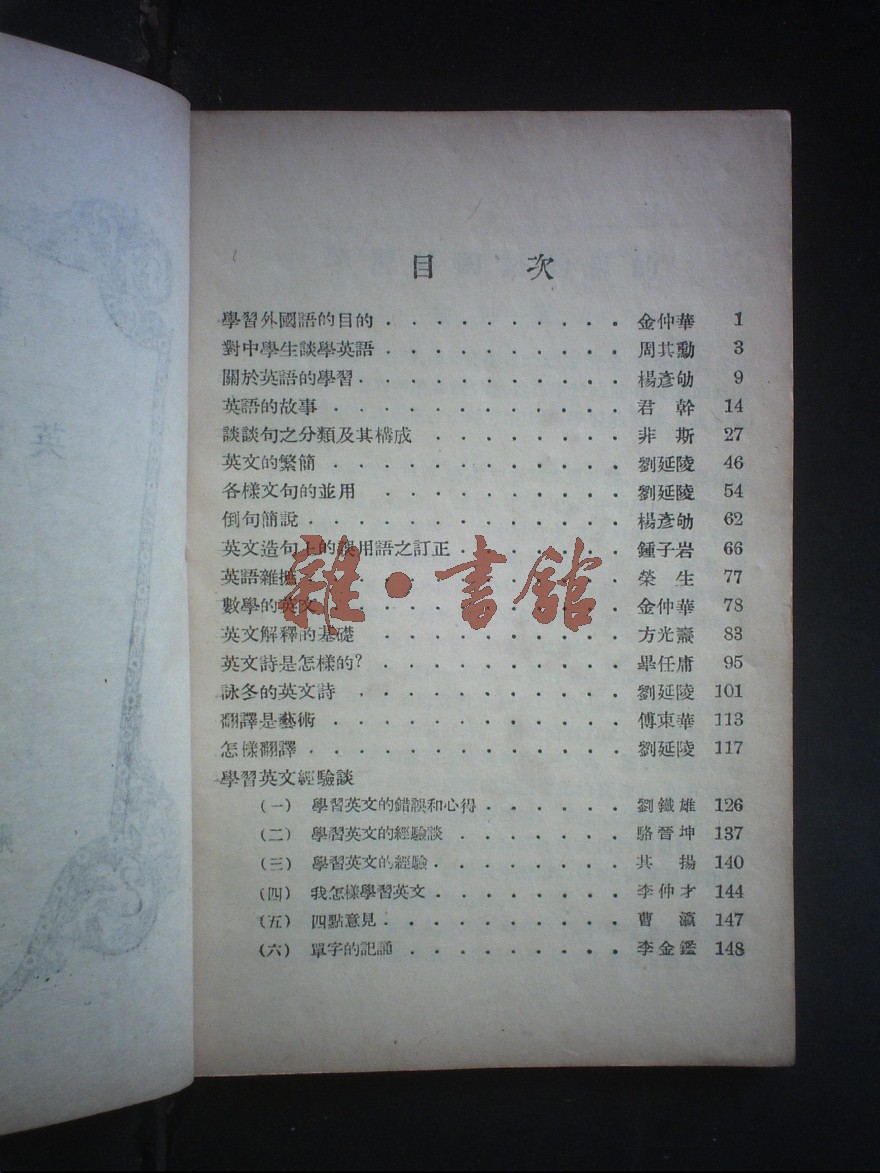 目 次
學習外國語的目的 . . . . . . . . . . . 金仲華 1
對中學生談學英語 . . . . . . . . . . . 周其勳 3
關於英語的學習 . . . . . . . . . . . . 楊彥劬 9
英語的故事 . . . . . . . . . . . . . 君幹 14
談談句之分類及其構成 . . . . . . . . . 非斯 27
英文的繁簡 . . . . . . . . . . . . . 劉延陵 46
各樣文句的並用 . . . . . . . . . . . 劉延陵 54
倒句簡說 . . . . . . . . . . . . . . 楊彥劬 62
英文造句上的誤用語之訂正 . . . . . . . . 鍾子岩 66
英語雜 . . . . . . . . . . . . 榮生 77
數學的英文 . . . . . . . . . . . . . 金仲華 78
英文解釋的基礎 . . . . . . . . . . . 方光燾 83
英文詩是怎樣的? . . . . . . . . . . . 畢任庸 95
詠冬的英文詩 . . . . . . . . . . . . 劉延陵 101
翻譯是藝術 . . . . . . . . . . . . . 傅東華 113
怎樣翻譯 . . . . . . . . . . . . . . 劉延陵 117
學習英文經驗談
(一) 學習英文的錯誤和心得 . . . . . . . 劉鐵雄 126
(二) 學習英文的經驗談 . . . . . . . . 駱晉坤 137
(三) 學習英文的經驗 . . . . . . . . . 其揚 140
(四) 我怎樣學習英文 . . . . . . . . . 李仲才 144
(五) 四點意見 . . . . . . . . . . . 曹瀛 147
(六) 單字的記誦 . . . . . . . . . . 李金鑑 148
雜·書館
英